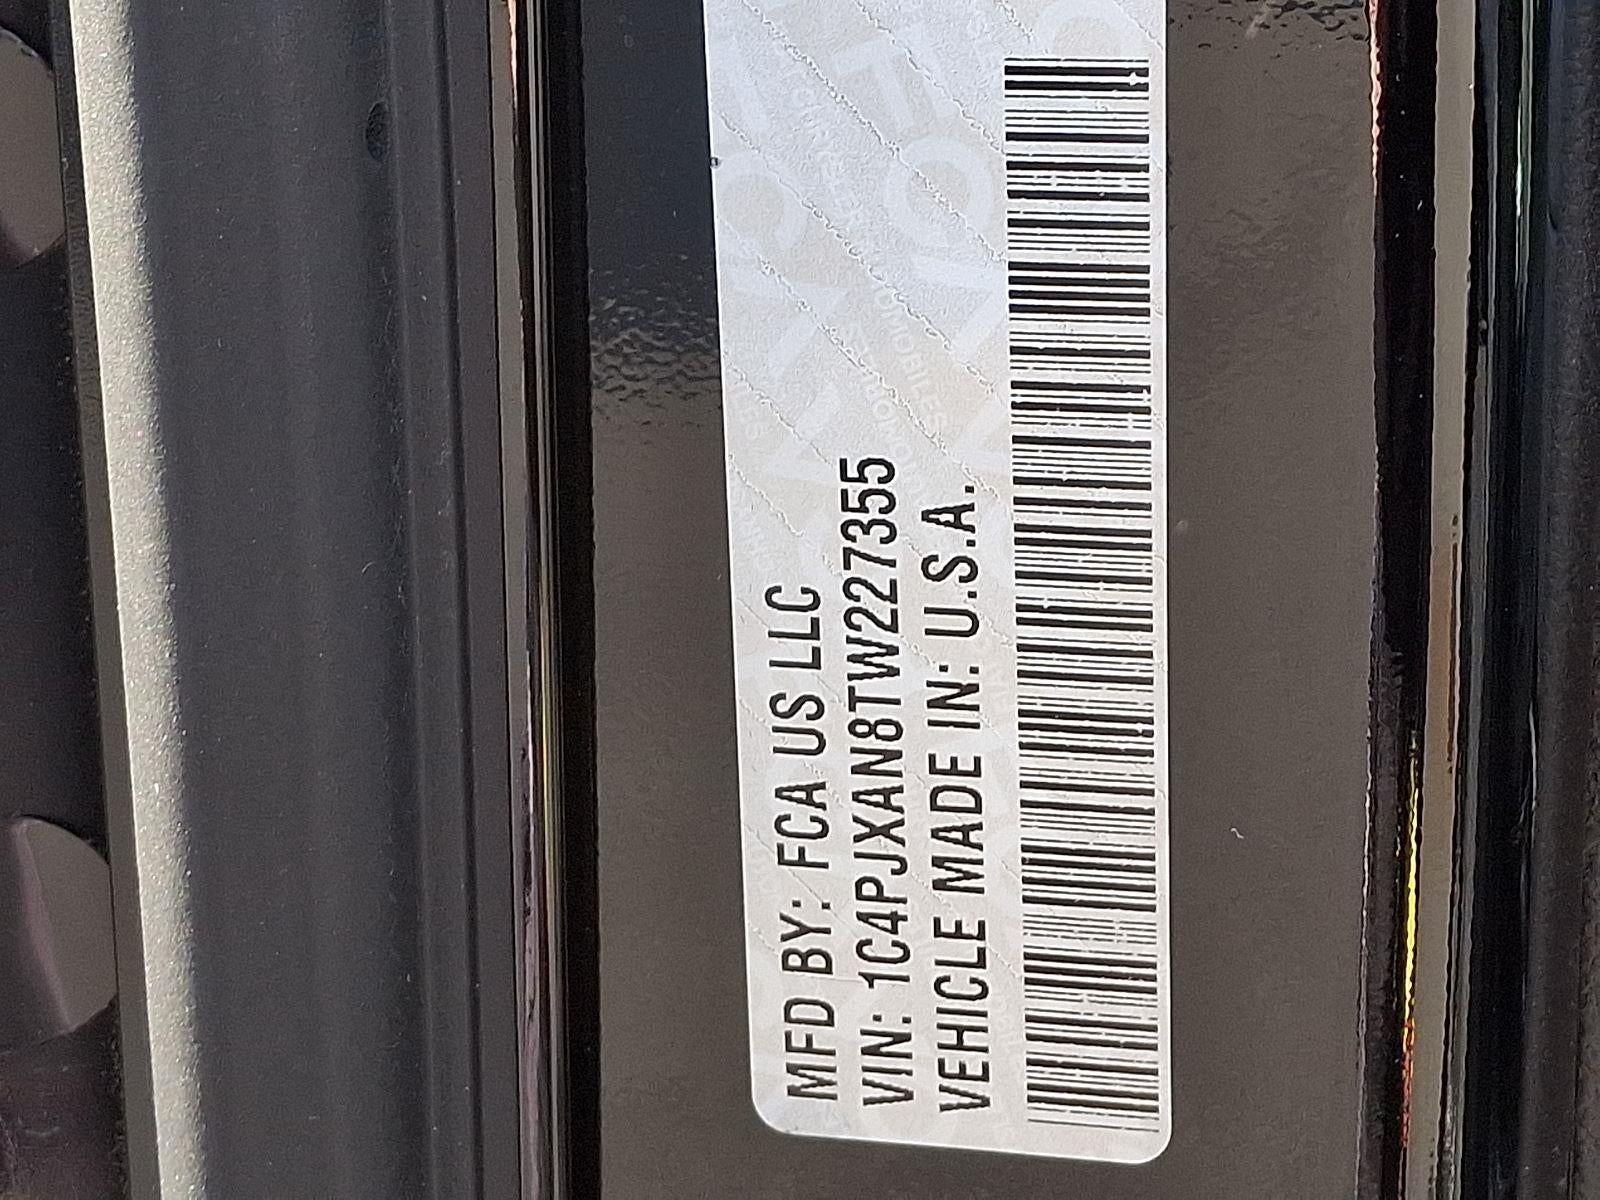 MFD BY: FCA US LLC
VIN: 1C4PJXAN8TW227355
VEHICLE MADE IN: U.S.A.